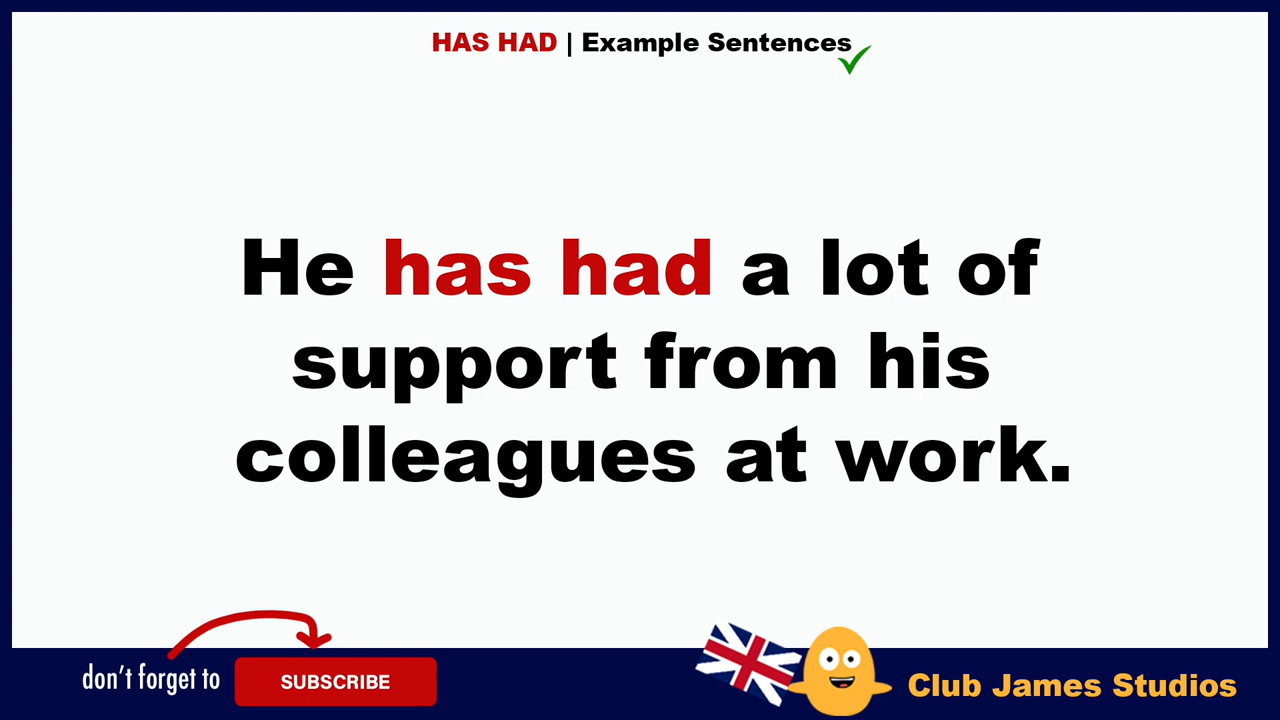 HAS HAD | Example Sentences
He has had a lot of
support from his
colleagues at work.
don't forget to
SUBSCRIBE
Club James Studios